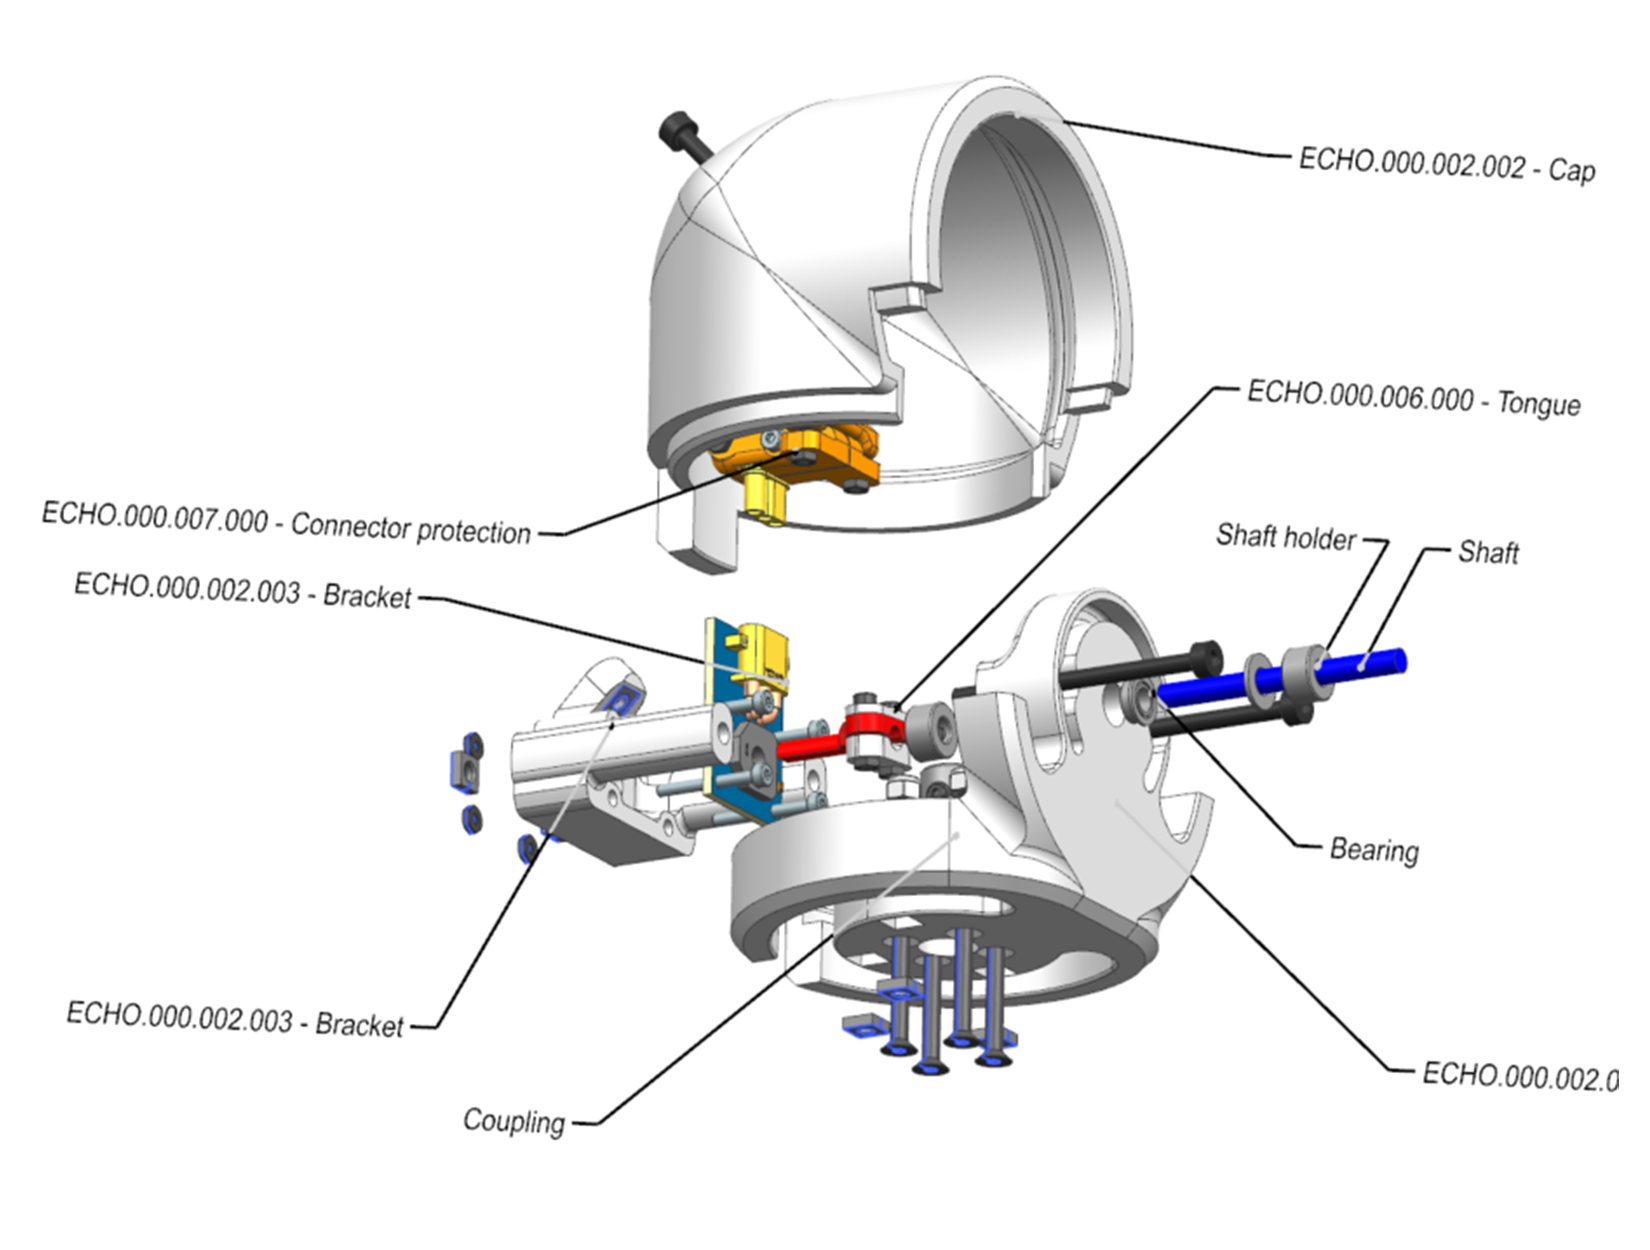 ECHO.000.002.002 - Cap
ECHO.000.006.000 - Tongue
ECHO.000.007.000 - Connector protection
Shaft holder
Shaft
ECHO.000.002.003 - Bracket
Bearing
ECHO.000.002.003 - Bracket
ECHO.000.002.0
Coupling